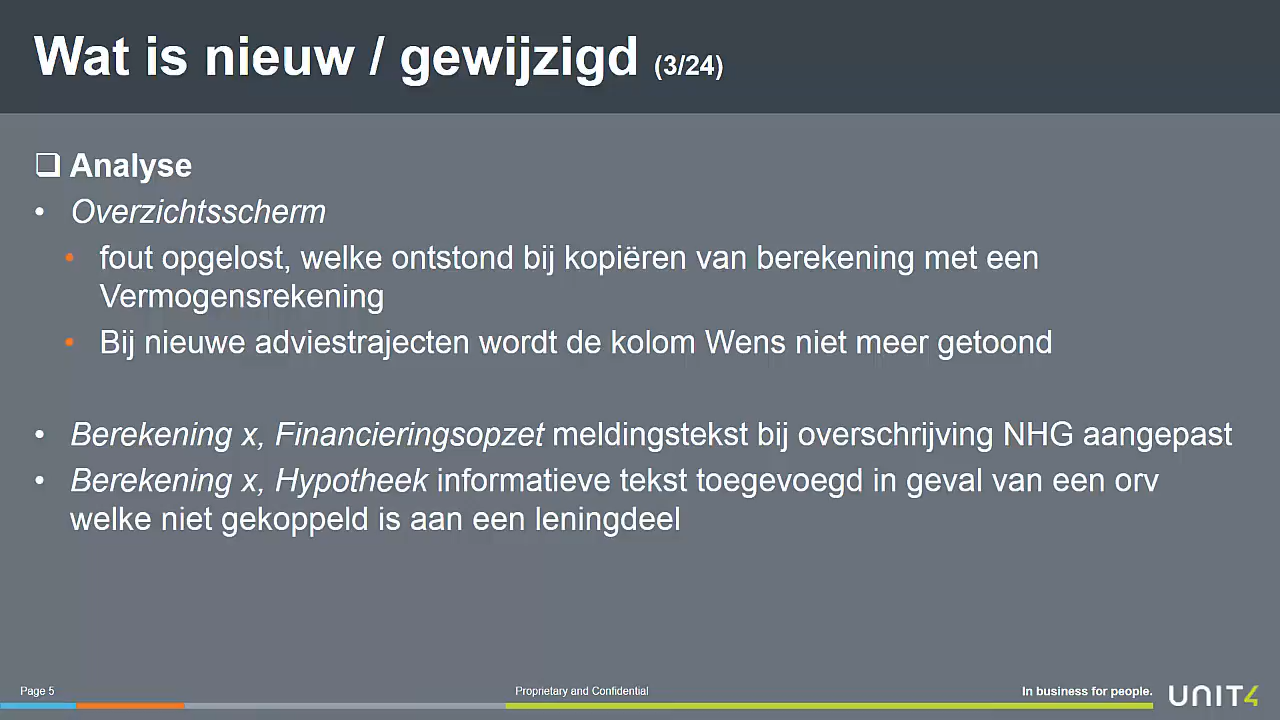 Wat is nieuw / gewijzigd (3/24)
❑ Analyse
• Overzichtsscherm
• fout opgelost, welke ontstond bij kopiëren van berekening met een
Vermogensrekening
• Bij nieuwe adviestrajecten wordt de kolom Wens niet meer getoond
• Berekening x, Financieringsopzet meldingstekst bij overschrijving NHG aangepast
• Berekening x, Hypotheek informatieve tekst toegevoegd in geval van een orv
welke niet gekoppeld is aan een leningdeel
Page 5
Proprietary and Confidential
In business for people.
UNIT4